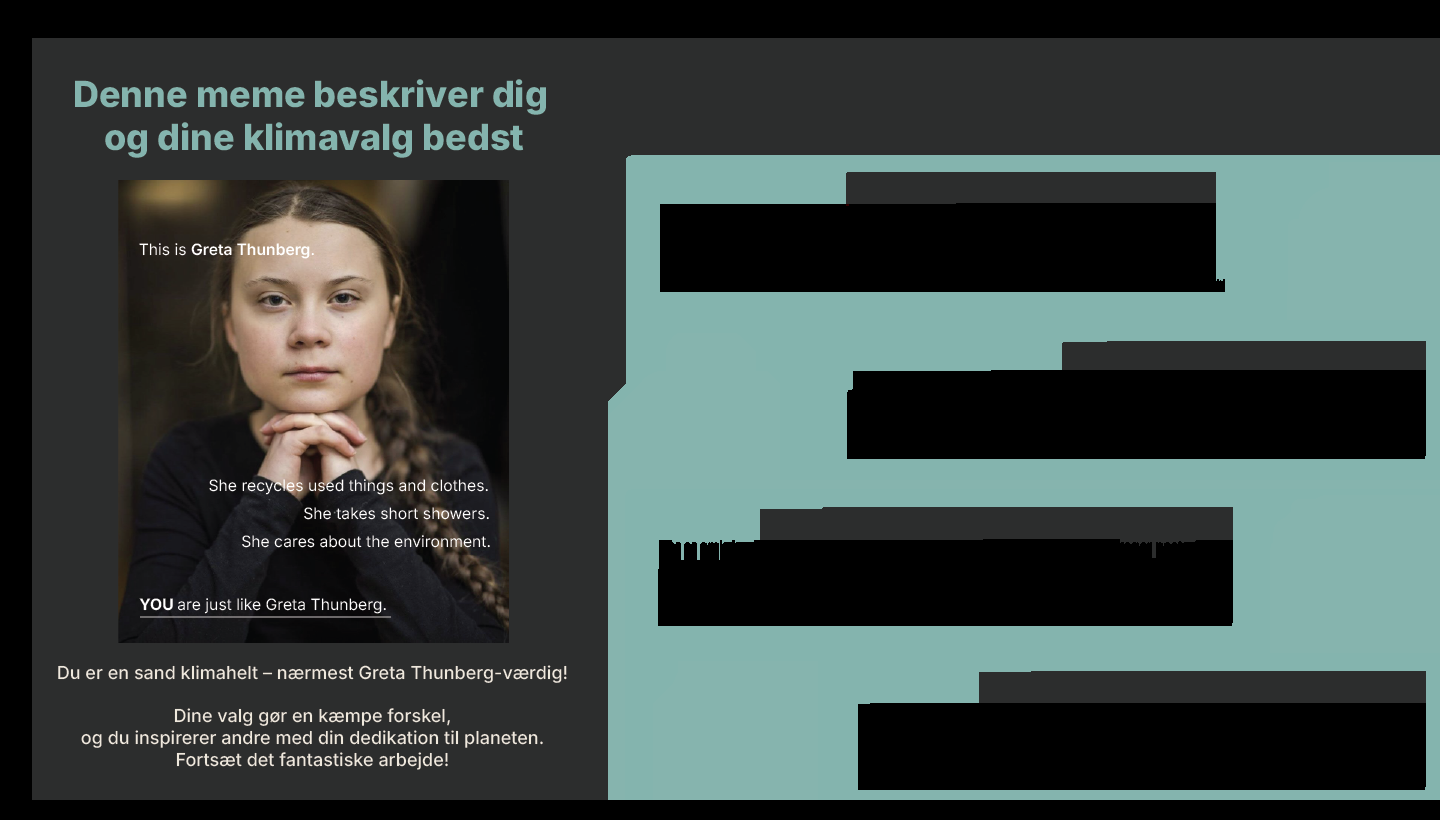 Denne meme beskriver dig
og dine klimavalg bedst
This is Greta Thunberg.
She recycles used things and clothes.
She takes short showers.
She cares about the environment.
YOU are just like Greta Thunberg.
Du er en sand klimahelt – nærmest Greta Thunberg-værdig!
Dine valg gør en kæmpe forskel,
og du inspirerer andre med din dedikation til planeten.
Fortsæt det fantastiske arbejde!